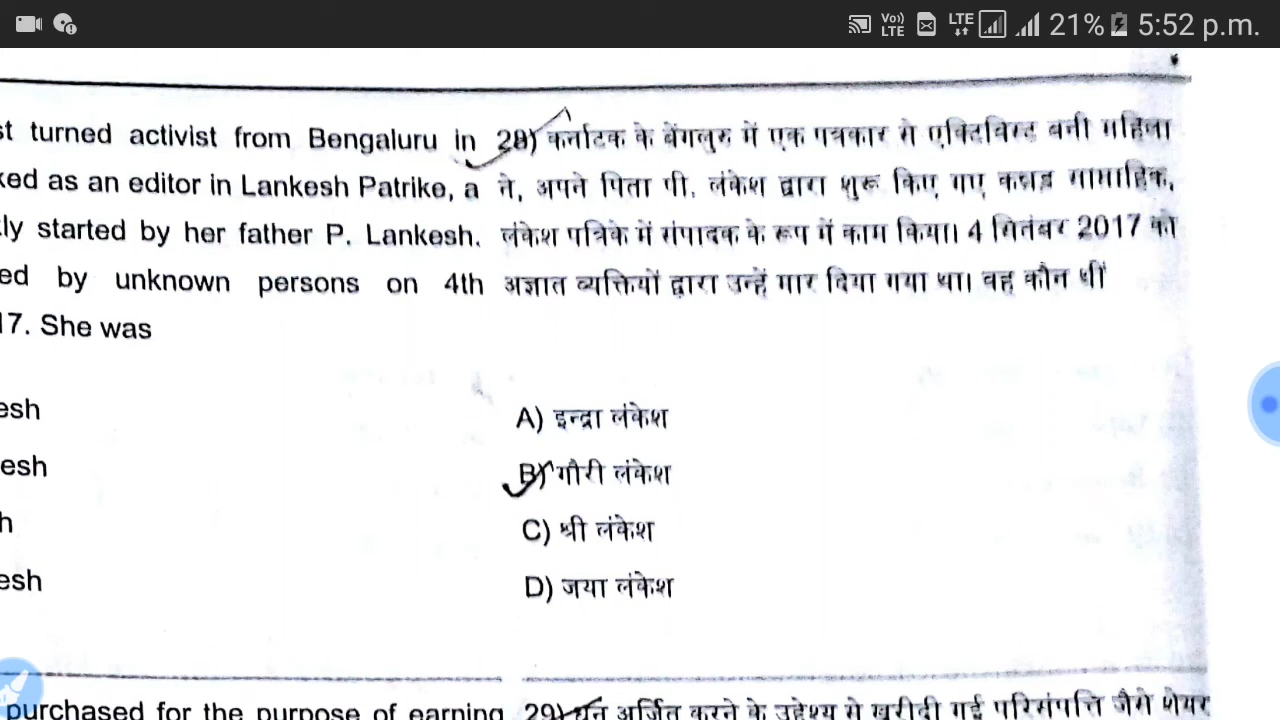 Vo) LTE LTE 21% 5:52 p.m.
st turned activist from Bengaluru in
ked as an editor in Lankesh Patrike, a
ly started by her father P. Lankesh.
ed by unknown persons on 4th
17. She was
esh
esh
h
esh
28) कर्नाटक के बेंगलुरु में एक पत्रकार से एक्टिविस्ट बनी महिला
ने, अपने पिता पी. लंकेश द्वारा शुरू किए गए कन्नड़ साप्ताहिक,
लंकेश पत्रिके में संपादक के रूप में काम किया। 4 सितंबर 2017 को
अज्ञात व्यक्तियों द्वारा उन्हें मार दिया गया था। वह कौन थीं
A) इन्द्रा लंकेश
B) गौरी लंकेश
C) श्री लंकेश
D) जया लंकेश
purchased for the purpose of earning
29) धन अर्जित करने के उद्देश्य से खरीदी गई परिसंपत्ति जैसे शेयर